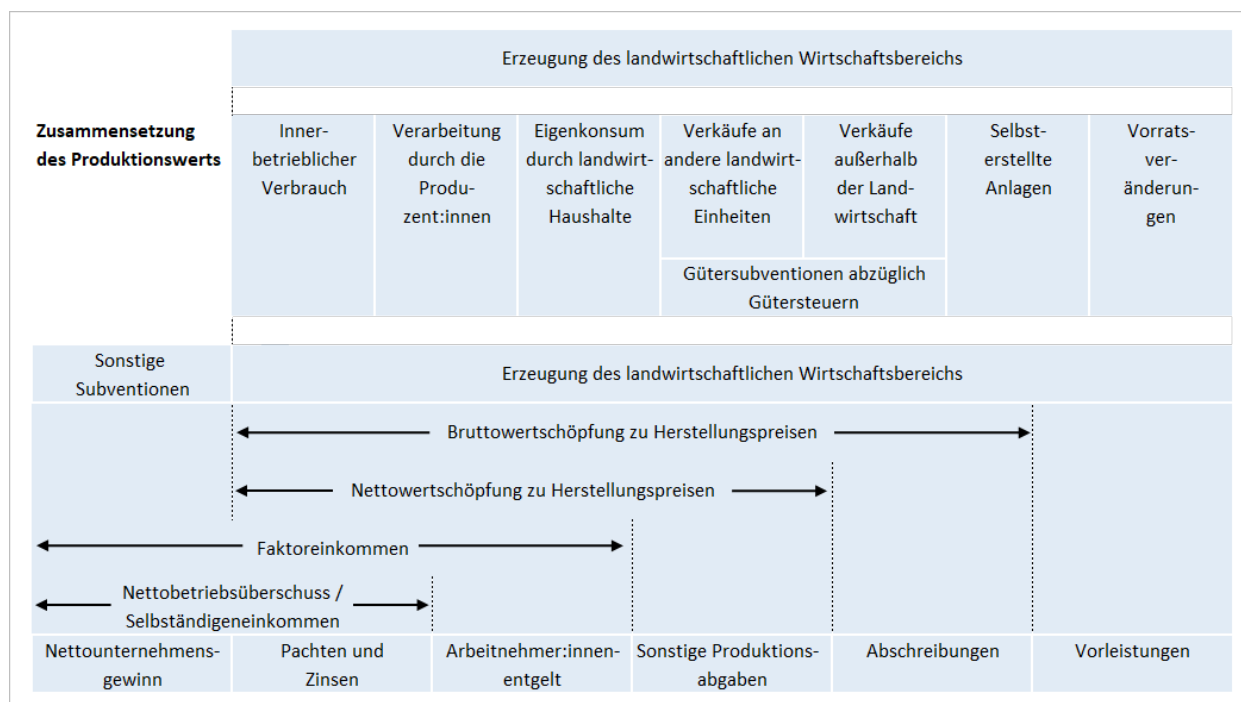 Erzeugung des landwirtschaftlichen Wirtschaftsbereichs
Zusammensetzung
des Produktionswerts
Inner-
betrieblicher
Verbrauch
Verarbeitung
durch die
Produ-
zent:innen
Eigenkonsum
durch landwirt-
schaftliche
Haushalte
Verkäufe an
andere landwirt-
schaftliche
Einheiten
Verkäufe
außerhalb
der Land-
wirtschaft
Selbst-
erstellte
Anlagen
Vorrats-
ver-
änderun-
gen
Gütersubventionen abzüglich
Gütersteuern
Sonstige
Subventionen
Erzeugung des landwirtschaftlichen Wirtschaftsbereichs
Bruttowertschöpfung zu Herstellungspreisen
Nettowertschöpfung zu Herstellungspreisen
Faktoreinkommen
Nettobetriebsüberschuss /
Selbständigeneinkommen
Nettounternehmens-
gewinn
Pachten und
Zinsen
Arbeitnehmer:innen-
entgelt
Sonstige Produktions-
abgaben
Abschreibungen
Vorleistungen